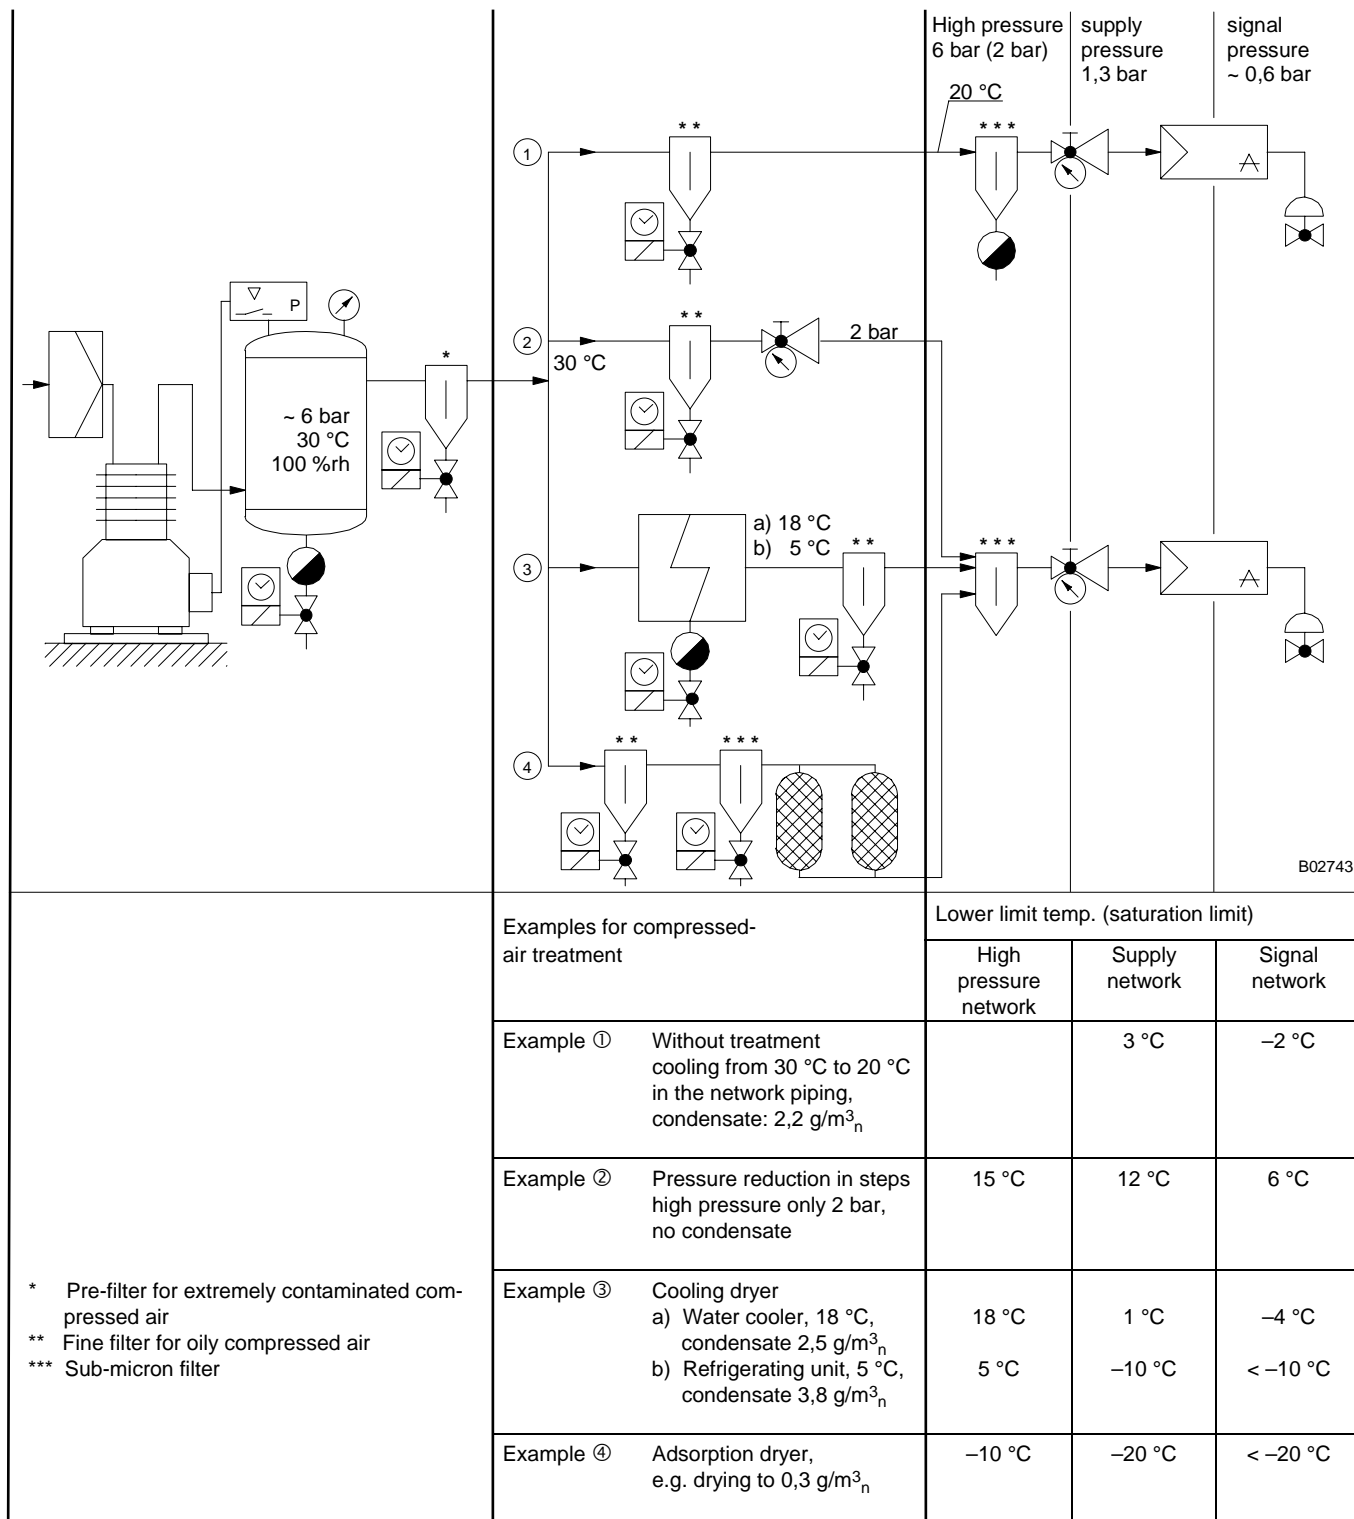 High pressure
6 bar (2 bar)
supply
pressure
1,3 bar
signal
pressure
~ 0,6 bar
20 °C
* *
* * *
1
P
* *
2
2 bar
30 °C
*
~ 6 bar
30 °C
100 %rh
a) 18 °C
b) 5 °C
* *
* * *
3
* *
* * *
4
B02743
Examples for compressed-
air treatment
Lower limit temp. (saturation limit)
High
pressure
network
Supply
network
Signal
network
Example ①
Without treatment
cooling from 30 °C to 20 °C
in the network piping,
condensate: 2,2 g/m³ₙ
3 °C
–2 °C
Example ②
Pressure reduction in steps
high pressure only 2 bar,
no condensate
15 °C
12 °C
6 °C
Example ③
Cooling dryer
a) Water cooler, 18 °C,
condensate 2,5 g/m³ₙ
18 °C
1 °C
–4 °C
b) Refrigerating unit, 5 °C,
condensate 3,8 g/m³ₙ
5 °C
–10 °C
< –10 °C
Example ④
Adsorption dryer,
e.g. drying to 0,3 g/m³ₙ
–10 °C
–20 °C
< –20 °C
* Pre-filter for extremely contaminated com-
pressed air
** Fine filter for oily compressed air
*** Sub-micron filter